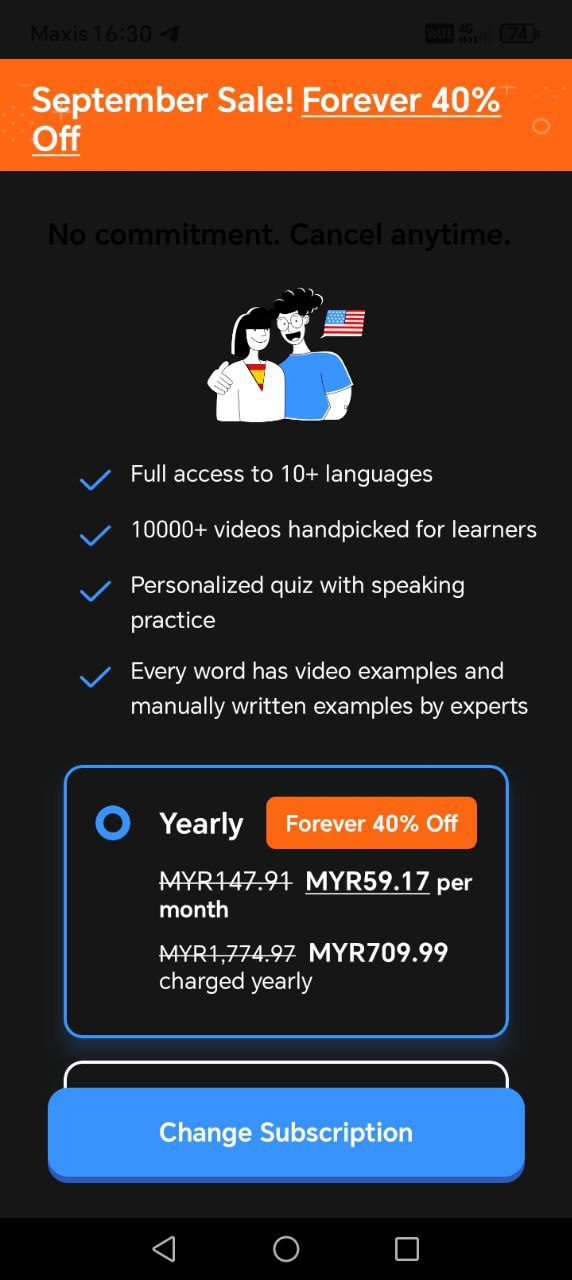 Maxis 16:30
VoLTE 4G 74
September Sale! Forever 40%
Off
No commitment. Cancel anytime.
Full access to 10+ languages
10000+ videos handpicked for learners
Personalized quiz with speaking
practice
Every word has video examples and
manually written examples by experts
Yearly Forever 40% Off
MYR147.91 MYR59.17 per
month
MYR1,774.97 MYR709.99
charged yearly
Change Subscription